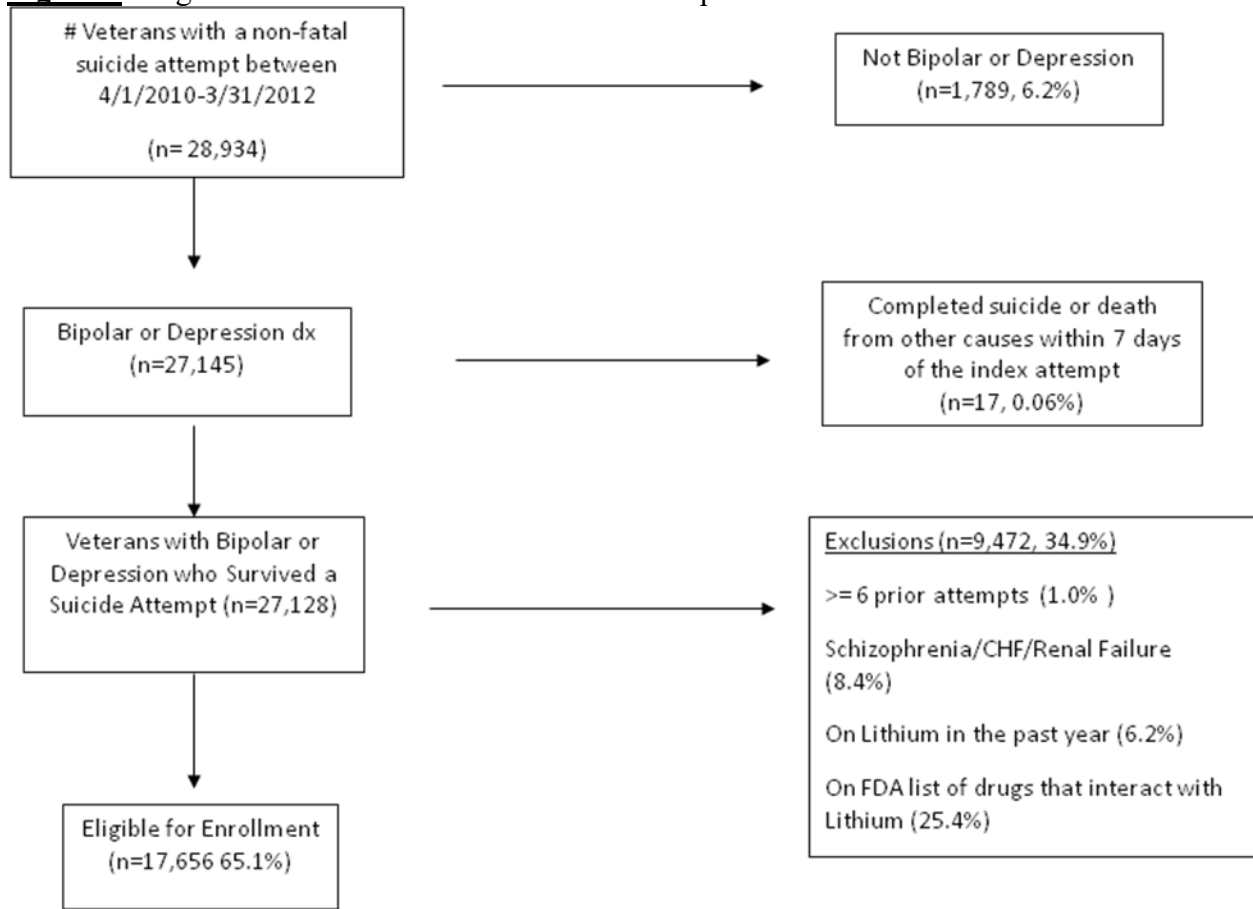 # Veterans with a non-fatal
suicide attempt between
4/1/2010-3/31/2012
(n= 28,934)
Not Bipolar or Depression
(n=1,789, 6.2%)
Bipolar or Depression dx
(n=27,145)
Completed suicide or death
from other causes within 7 days
of the index attempt
(n=17, 0.06%)
Veterans with Bipolar or
Depression who Survived a
Suicide Attempt (n=27,128)
Exclusions (n=9,472, 34.9%)
>= 6 prior attempts (1.0% )
Schizophrenia/CHF/Renal Failure
(8.4%)
On Lithium in the past year (6.2%)
On FDA list of drugs that interact with
Lithium (25.4%)
Eligible for Enrollment
(n=17,656 65.1%)